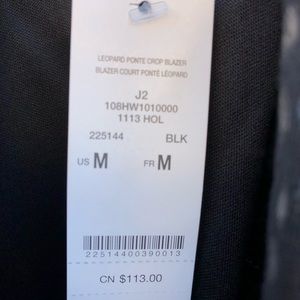 LEOPARD PONTE CROP BLAZER
BLAZER COURT PONTÉ LÉOPARD
J2
108HW1010000
1113 HOL
225144 BLK
US M FR M
22514400390013
CN $113.00